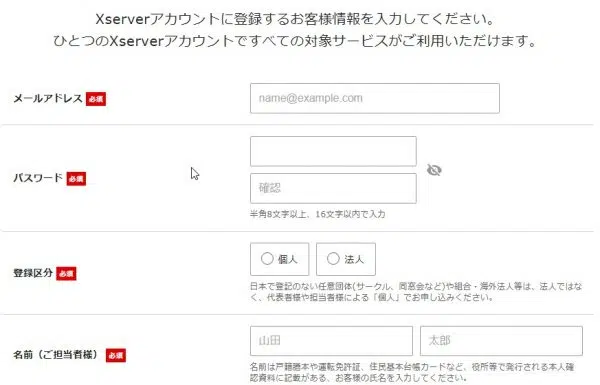 Xserverアカウントに登録するお客様情報を入力してください。
ひとつのXserverアカウントですべての対象サービスがご利用いただけます。
メールアドレス 必須 name@example.com
パスワード 必須
確認
半角8文字以上、16文字以内で入力
登録区分 必須 個人 法人
日本で登記のない任意団体(サークル、同窓会など)や組合・海外法人等は、法人ではな
く、代表者様や担当者様による「個人」でお申し込みください。
名前（ご担当者様） 必須 山田 太郎
名前は戸籍謄本や運転免許証、住民基本台帳カードなど、役所等で発行される本人確
認資料に記載がある、お客様の氏名を入力してください。